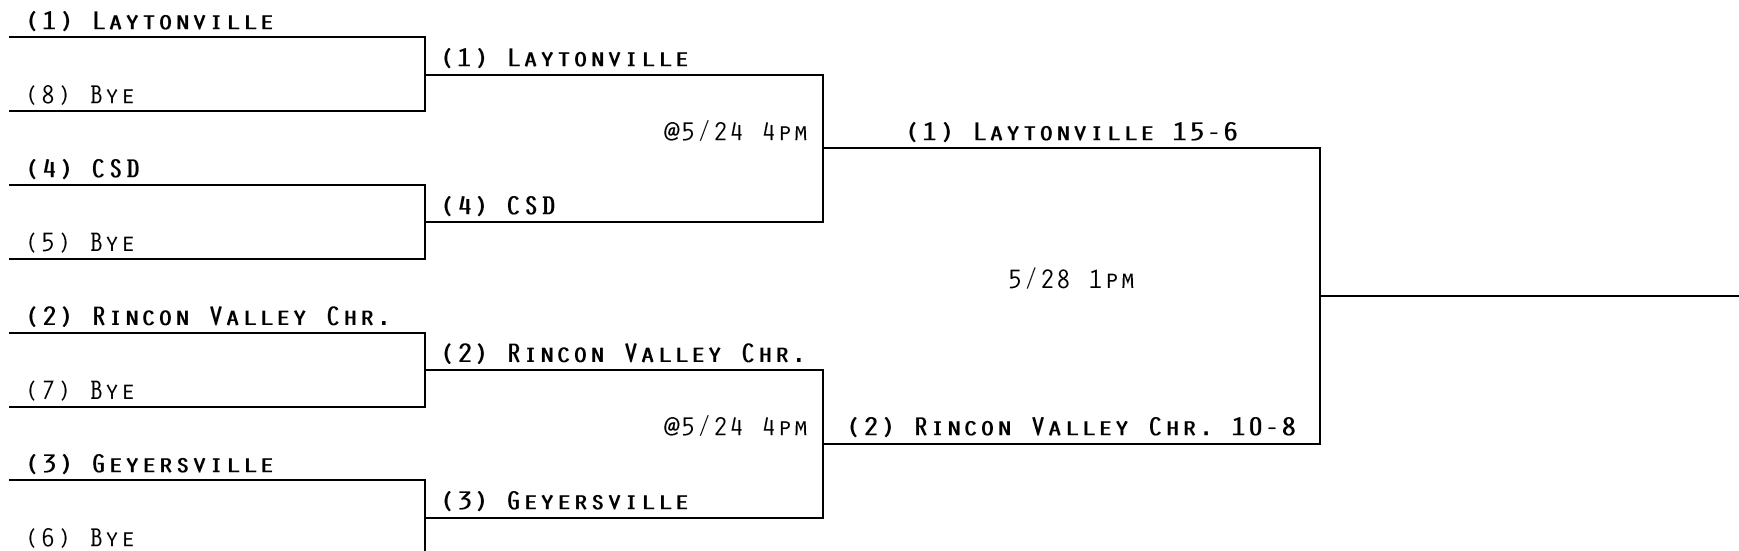 (1) Laytonville
(1) Laytonville
(8) Bye
@5/24 4pm
(1) Laytonville 15-6
(4) CSD
(4) CSD
(5) Bye
5/28 1pm
(2) Rincon Valley Chr.
(2) Rincon Valley Chr.
(7) Bye
@5/24 4pm
(2) Rincon Valley Chr. 10-8
(3) Geyersville
(3) Geyersville
(6) Bye